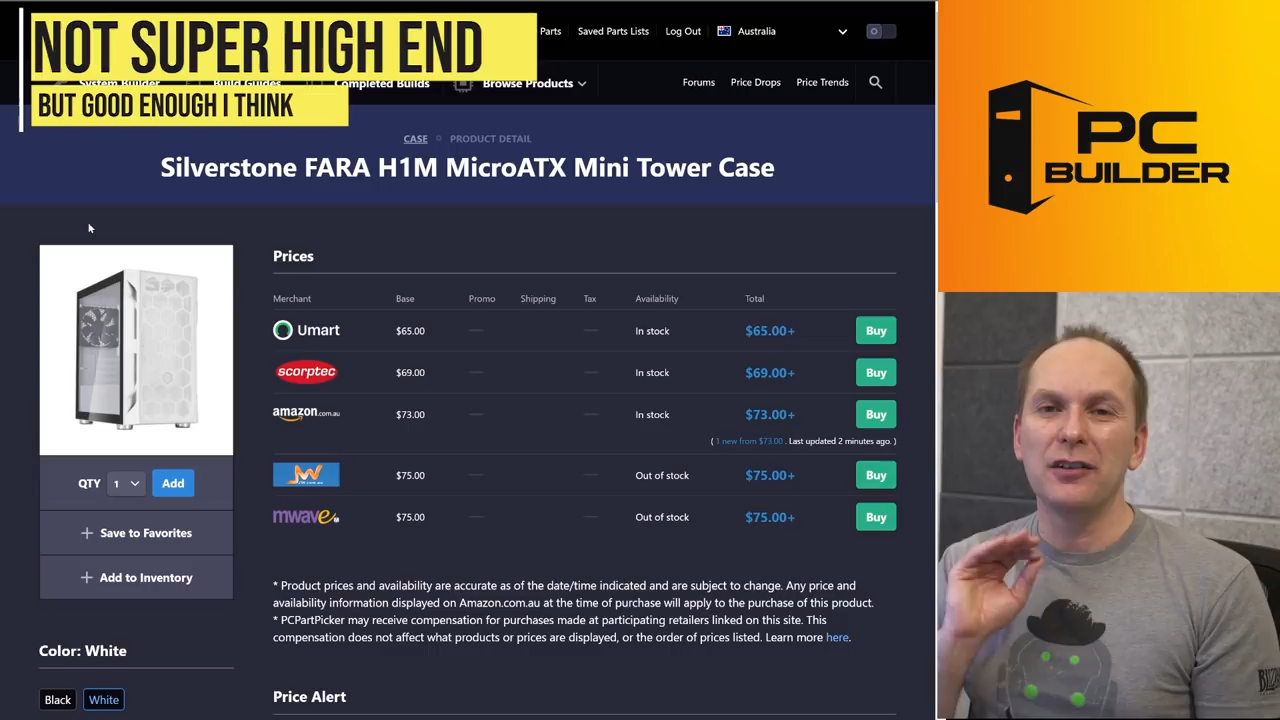 NOT SUPER HIGH END
BUT GOOD ENOUGH I THINK
Parts
Saved Parts Lists
Log Out
Australia
System Builder
Build Guides
Completed Builds
Browse Products
Forums
Price Drops
Price Trends
CASE
PRODUCT DETAIL
Silverstone FARA H1M MicroATX Mini Tower Case
PC
BUILDER
Prices
Merchant Base Promo Shipping Tax Availability Total
Umart $65.00 — — In stock $65.00+ Buy
scorptec $69.00 — — In stock $69.00+ Buy
amazon.com.au $73.00 — — In stock $73.00+ Buy
( 1 new from $73.00 . Last updated 2 minutes ago. )
$75.00 — — Out of stock $75.00+ Buy
mwave $75.00 — — Out of stock $75.00+ Buy
QTY 1 Add
+ Save to Favorites
+ Add to Inventory
* Product prices and availability are accurate as of the date/time indicated and are subject to change. Any price and
availability information displayed on Amazon.com.au at the time of purchase will apply to the purchase of this product.
* PCPartPicker may receive compensation for purchases made at participating retailers linked on this site. This
compensation does not affect what products or prices are displayed, or the order of prices listed. Learn more here.
Color: White
Black White
Price Alert